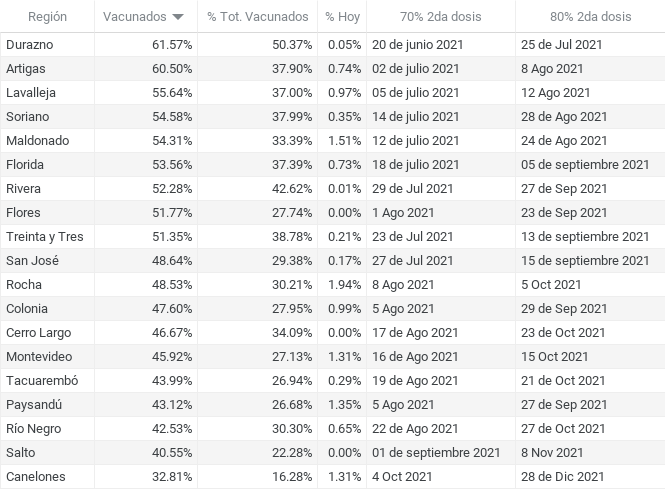 Región Vacunados % Tot. Vacunados % Hoy 70% 2da dosis 80% 2da dosis
Durazno 61.57% 50.37% 0.05% 20 de junio 2021 25 de Jul 2021
Artigas 60.50% 37.90% 0.74% 02 de julio 2021 8 Ago 2021
Lavalleja 55.64% 37.00% 0.97% 05 de julio 2021 12 Ago 2021
Soriano 54.58% 37.99% 0.35% 14 de julio 2021 28 de Ago 2021
Maldonado 54.31% 33.39% 1.51% 12 de julio 2021 24 de Ago 2021
Florida 53.56% 37.39% 0.73% 18 de julio 2021 05 de septiembre 2021
Rivera 52.28% 42.62% 0.01% 29 de Jul 2021 27 de Sep 2021
Flores 51.77% 27.74% 0.00% 1 Ago 2021 23 de Sep 2021
Treinta y Tres 51.35% 38.78% 0.21% 23 de Jul 2021 13 de septiembre 2021
San José 48.64% 29.38% 0.17% 27 de Jul 2021 15 de septiembre 2021
Rocha 48.53% 30.21% 1.94% 8 Ago 2021 5 Oct 2021
Colonia 47.60% 27.95% 0.99% 5 Ago 2021 29 de Sep 2021
Cerro Largo 46.67% 34.09% 0.00% 17 de Ago 2021 23 de Oct 2021
Montevideo 45.92% 27.13% 1.31% 16 de Ago 2021 15 Oct 2021
Tacuarembó 43.99% 26.94% 0.29% 19 de Ago 2021 21 de Oct 2021
Paysandú 43.12% 26.68% 1.35% 5 Ago 2021 27 de Sep 2021
Río Negro 42.53% 30.30% 0.65% 22 de Ago 2021 27 de Oct 2021
Salto 40.55% 22.28% 0.00% 01 de septiembre 2021 8 Nov 2021
Canelones 32.81% 16.28% 1.31% 4 Oct 2021 28 de Dic 2021